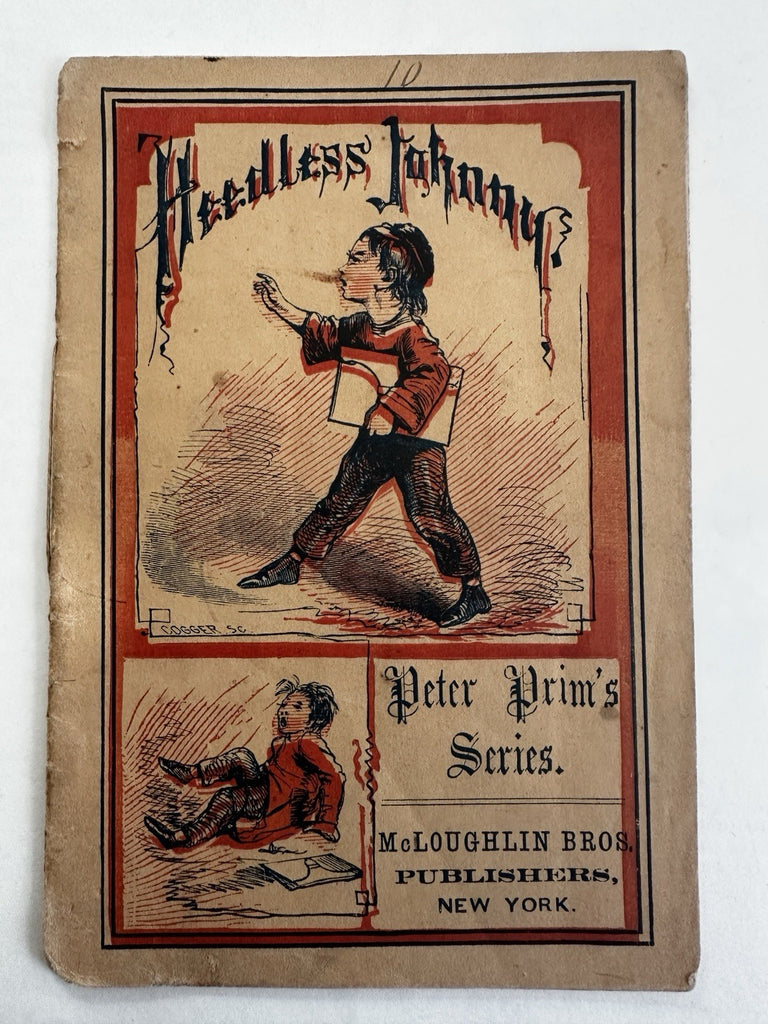 10
Heedless Johnny
COGGER SC.
Peter Prim's
Series.
McLOUGHLIN BROS.
PUBLISHERS,
NEW YORK.